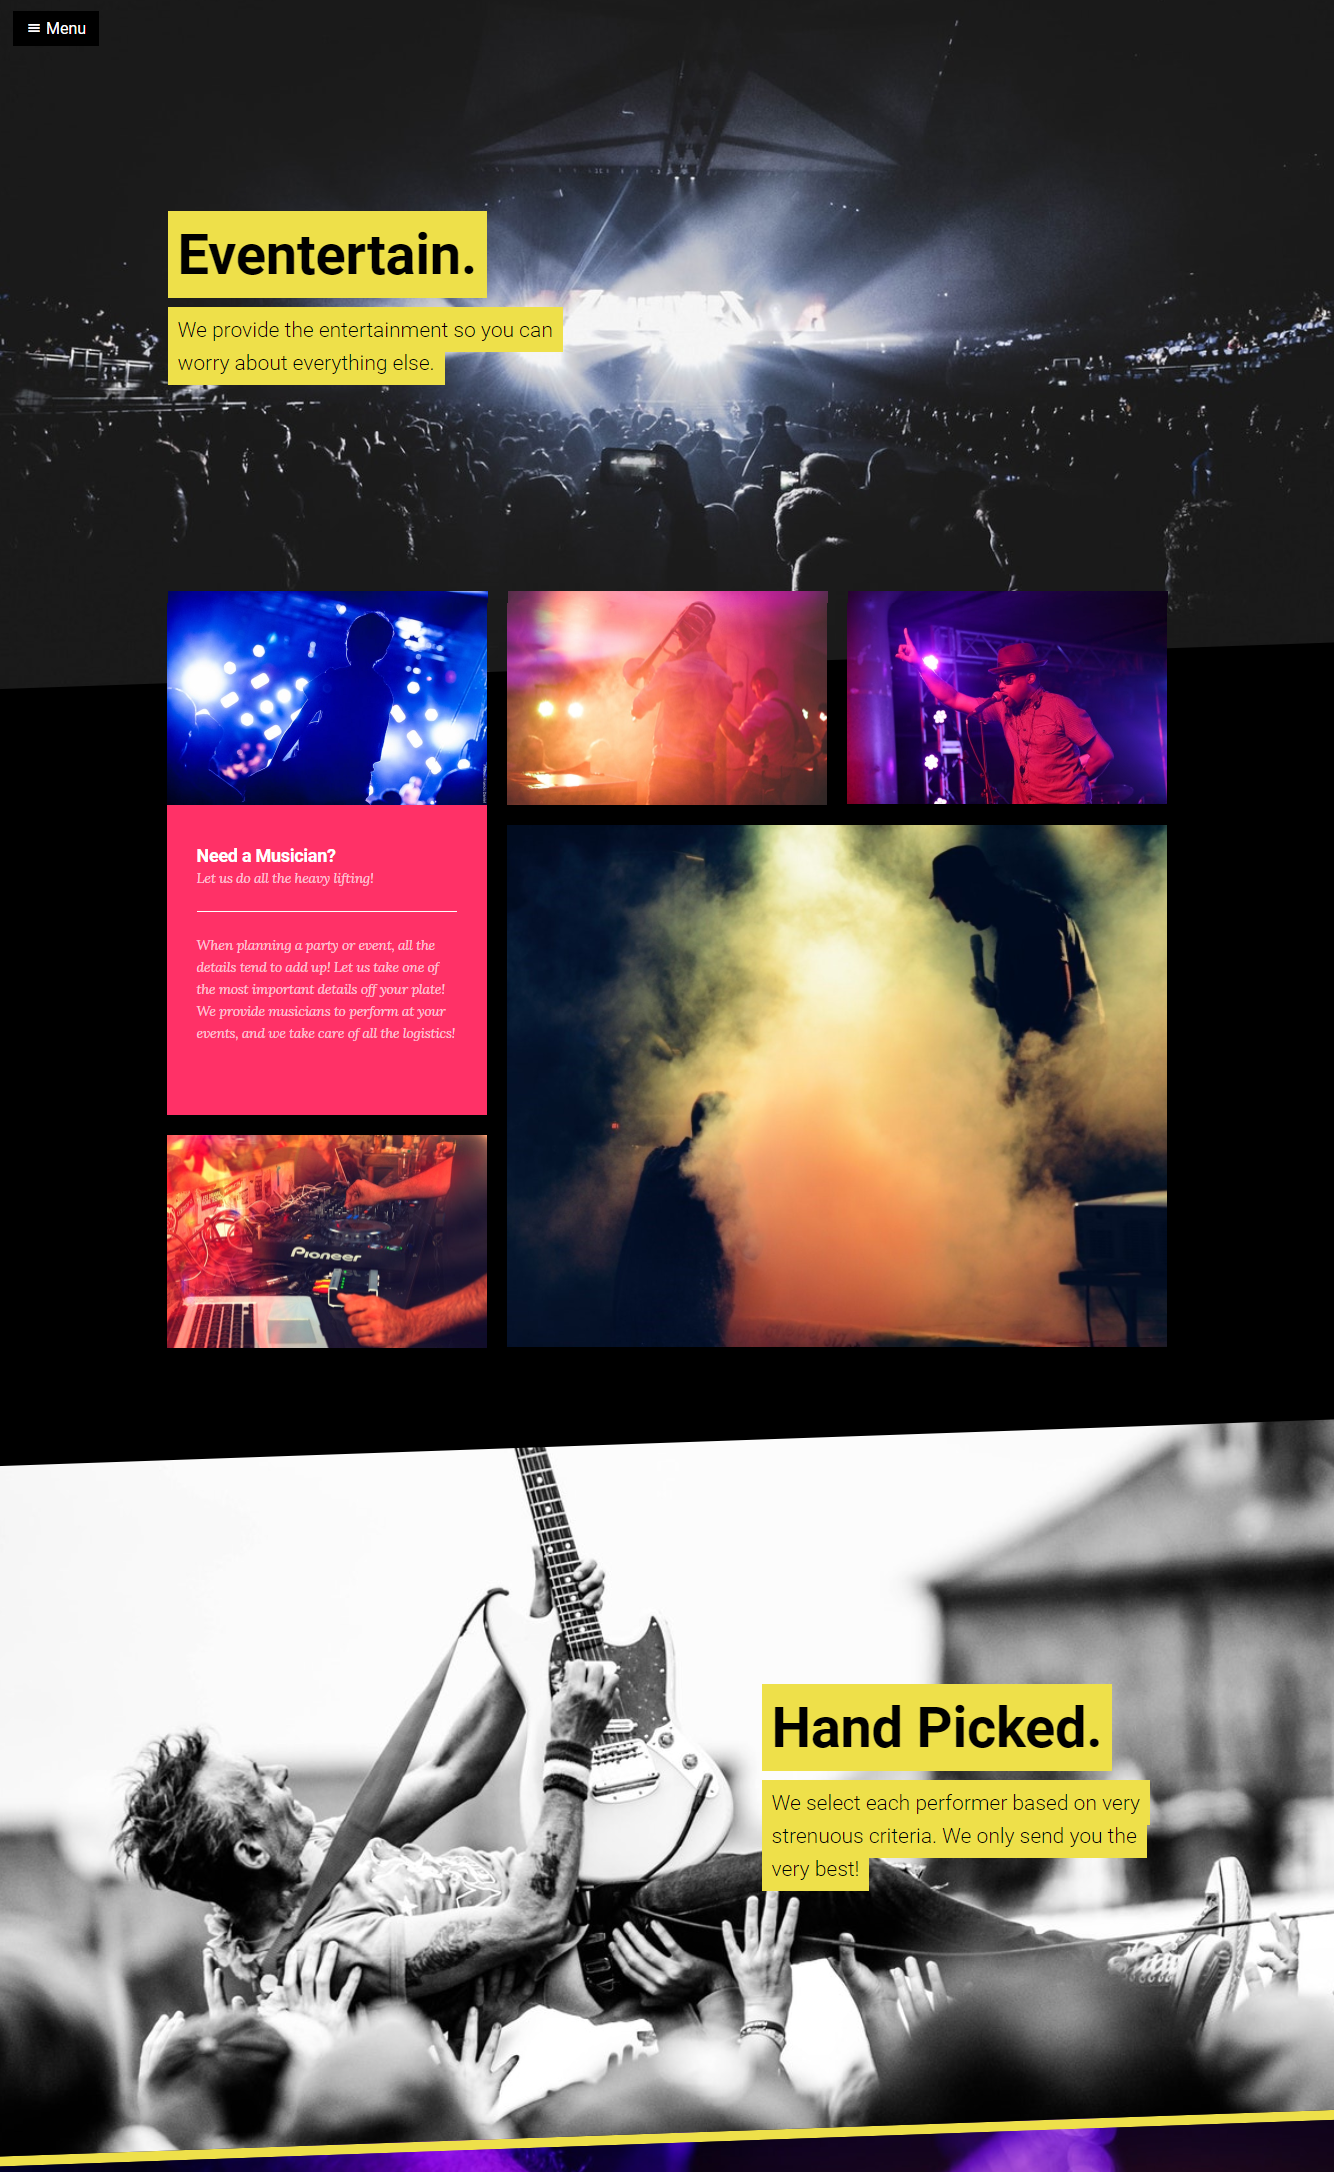 Menu
Eventertain.
We provide the entertainment so you can
worry about everything else.
Need a Musician?
Let us do all the heavy lifting!
When planning a party or event, all the
details tend to add up! Let us take one of
the most important details off your plate!
We provide musicians to perform at your
events, and we take care of all the logistics!
Pioneer
Hand Picked.
We select each performer based on very
strenuous criteria. We only send you the
very best!